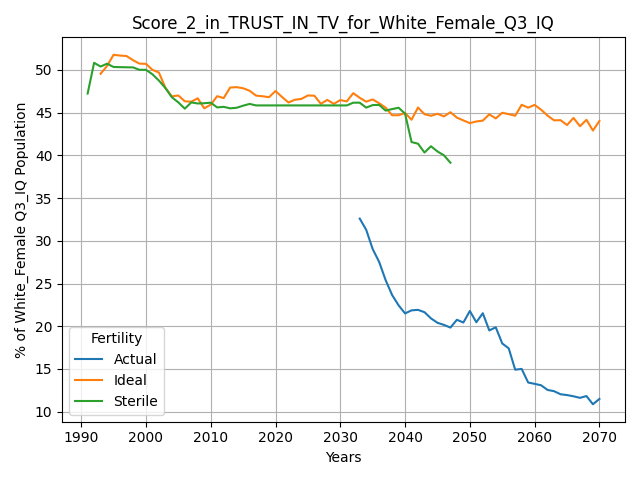 Score_2_in_TRUST_IN_TV_for_White_Female_Q3_IQ
% of White_Female Q3_IQ Population
50
45
40
35
30
25
20
15
10
Fertility
Actual
Ideal
Sterile
1990 2000 2010 2020 2030 2040 2050 2060 2070
Years